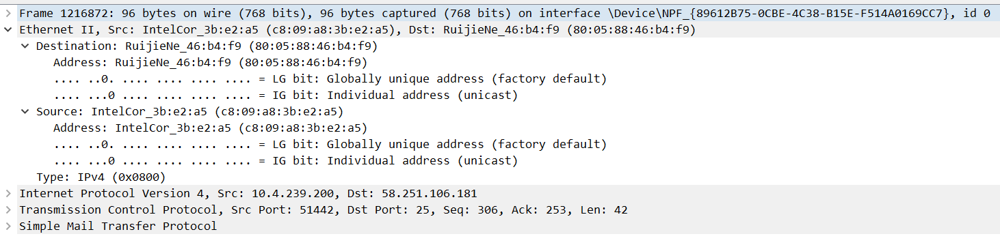 Frame 1216872: 96 bytes on wire (768 bits), 96 bytes captured (768 bits) on interface \Device\NPF_{89612B75-0CBE-4C38-B15E-F514A0169CC7}, id 0
Ethernet II, Src: IntelCor_3b:e2:a5 (c8:09:a8:3b:e2:a5), Dst: RuijieNe_46:b4:f9 (80:05:88:46:b4:f9)
Destination: RuijieNe_46:b4:f9 (80:05:88:46:b4:f9)
Address: RuijieNe_46:b4:f9 (80:05:88:46:b4:f9)
.... ..0. .... .... .... .... = LG bit: Globally unique address (factory default)
.... ...0 .... .... .... .... = IG bit: Individual address (unicast)
Source: IntelCor_3b:e2:a5 (c8:09:a8:3b:e2:a5)
Address: IntelCor_3b:e2:a5 (c8:09:a8:3b:e2:a5)
.... ..0. .... .... .... .... = LG bit: Globally unique address (factory default)
.... ...0 .... .... .... .... = IG bit: Individual address (unicast)
Type: IPv4 (0x0800)
Internet Protocol Version 4, Src: 10.4.239.200, Dst: 58.251.106.181
Transmission Control Protocol, Src Port: 51442, Dst Port: 25, Seq: 306, Ack: 253, Len: 42
Simple Mail Transfer Protocol